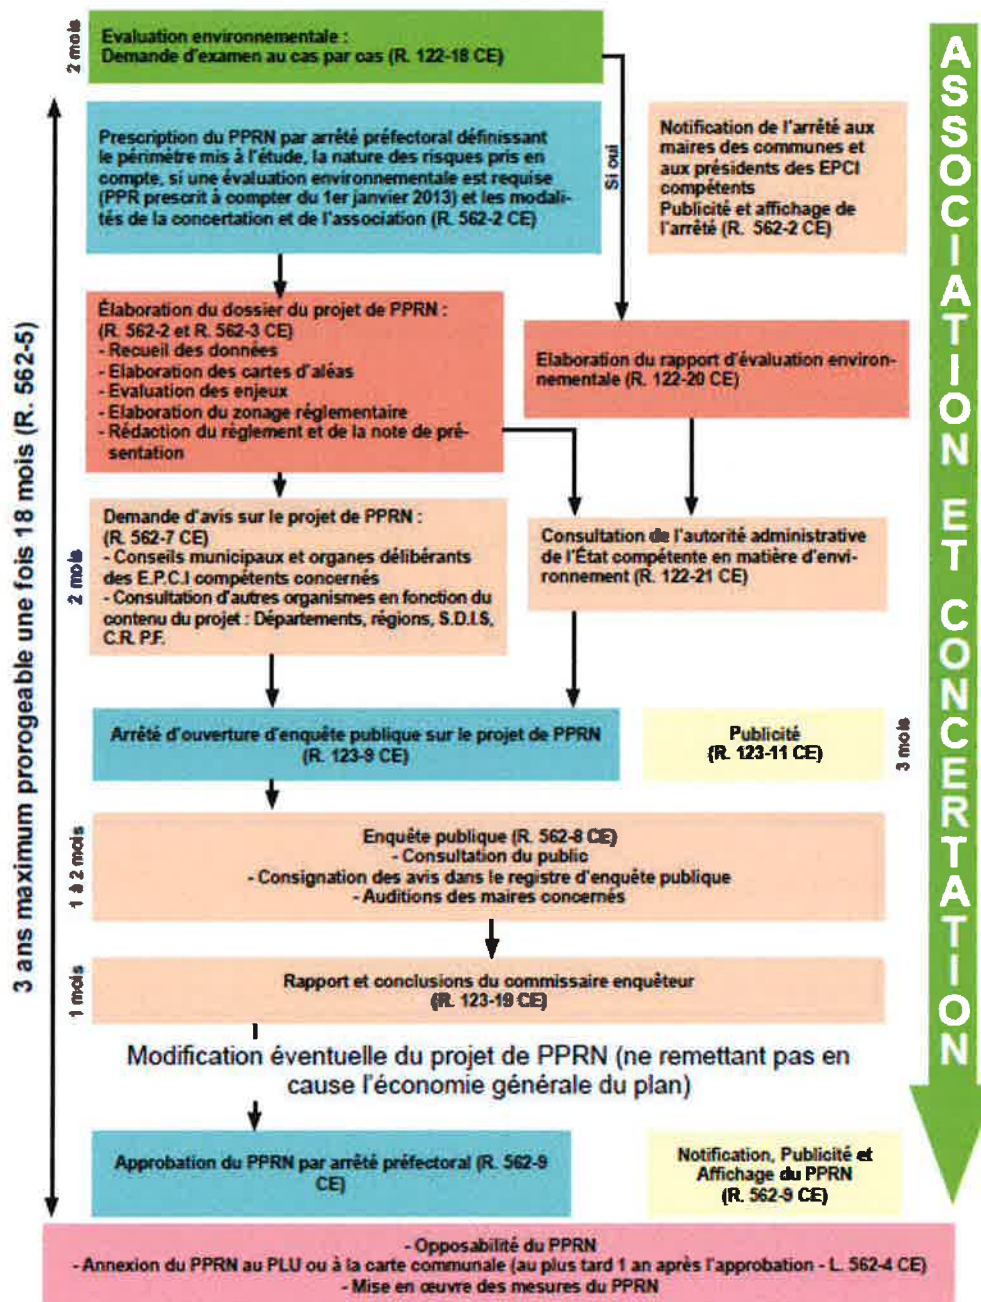 2 mois
Evaluation environnementale :
Demande d'examen au cas par cas (R. 122-18 CE)
3 ans maximum prorogeable une fois 18 mois (R. 562-5)
Prescription du PPRN par arrêté préfectoral définissant
le périmètre mis à l'étude, la nature des risques pris en
compte, si une évaluation environnementale est requise
(PPR prescrit à compter du 1er janvier 2013) et les modali-
tés de la concertation et de l'association (R. 562-2 CE)
Si oui
Notification de l'arrêté aux
maires des communes et
aux présidents des EPCI
compétents
Publicité et affichage de
l'arrêté (R. 562-2 CE)
Élaboration du dossier du projet de PPRN :
(R. 562-2 et R. 562-3 CE)
- Recueil des données
- Elaboration des cartes d'aléas
- Evaluation des enjeux
- Elaboration du zonage réglementaire
- Rédaction du règlement et de la note de pré-
sentation
Elaboration du rapport d'évaluation environ-
nementale (R. 122-20 CE)
2 mois
Demande d'avis sur le projet de PPRN :
(R. 562-7 CE)
- Conseils municipaux et organes délibérants
des E.P.C.I compétents concernés
- Consultation d'autres organismes en fonction du
contenu du projet : Départements, régions, S.D.I.S,
C.R. P.F.
Consultation de l'autorité administrative
de l'État compétente en matière d'envi-
ronnement (R. 122-21 CE)
Arrêté d'ouverture d'enquête publique sur le projet de PPRN
(R. 123-9 CE)
Publicité
(R. 123-11 CE)
3 mois
1 à 2 mois
Enquête publique (R. 562-8 CE)
- Consultation du public
- Consignation des avis dans le registre d'enquête publique
- Auditions des maires concernés
1 mois
Rapport et conclusions du commissaire enquêteur
(R. 123-19 CE)
Modification éventuelle du projet de PPRN (ne remettant pas en
cause l'économie générale du plan)
Approbation du PPRN par arrêté préfectoral (R. 562-9
CE)
Notification, Publicité et
Affichage du PPRN
(R. 562-9 CE)
- Opposabilité du PPRN
- Annexion du PPRN au PLU ou à la carte communale (au plus tard 1 an après l'approbation - L. 562-4 CE)
- Mise en œuvre des mesures du PPRN
ASSOCIATION ET CONCERTATION